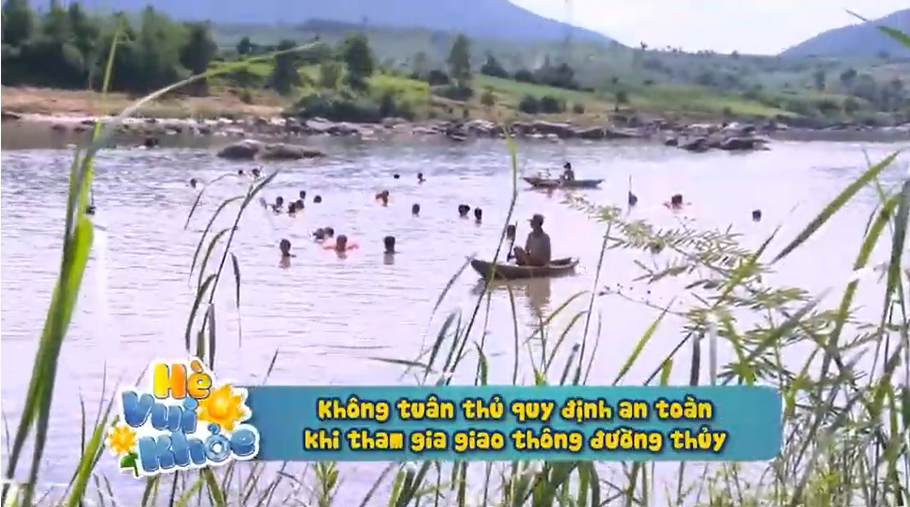 Hè
Vui
Khỏe
Không tuân thủ quy định an toàn
khi tham gia giao thông đường thủy